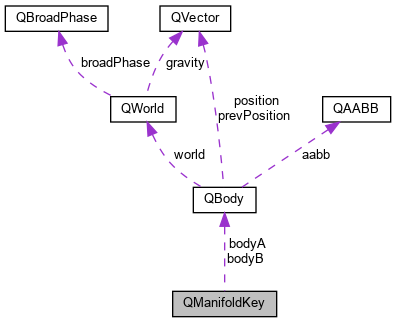 QBroadPhase
QVector
broadPhase
gravity
QWorld
position
prevPosition
QAABB
world
aabb
QBody
bodyA
bodyB
QManifoldKey